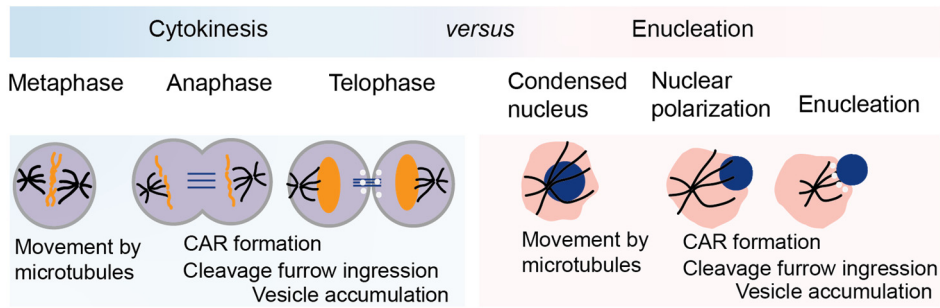 Cytokinesis versus Enucleation
Metaphase Anaphase Telophase
Condensed
nucleus
Nuclear
polarization
Enucleation
Movement by
microtubules
CAR formation
Cleavage furrow ingression
Vesicle accumulation
Movement by
microtubules
CAR formation
Cleavage furrow ingression
Vesicle accumulation